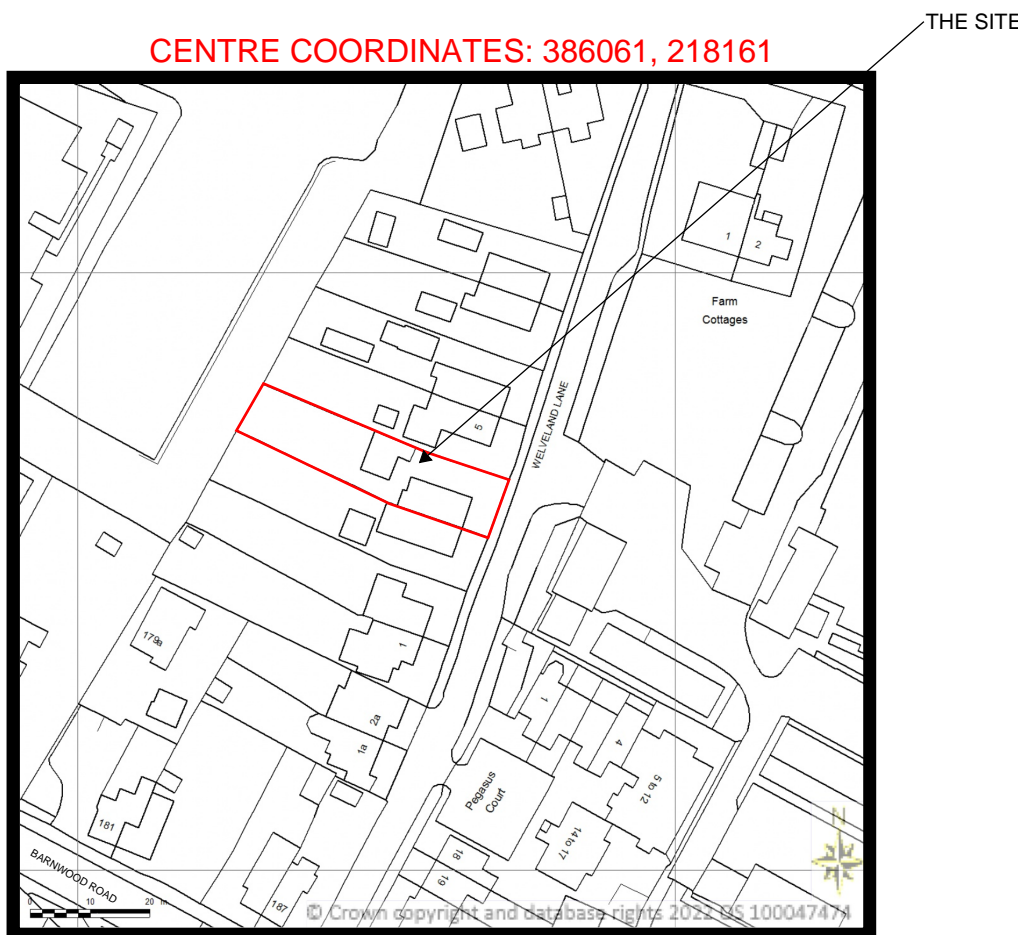 THE SITE
CENTRE COORDINATES: 386061, 218161
1
2
Farm
Cottages
WELVELAND LANE
5
179a
1
2a
1a
1
4
5 to 12
Pegasus
Court
14 to 17
18
19
181
BARNWOOD ROAD
187
N
0 10 20 m
© Crown copyright and database rights 2022 OS 100047474